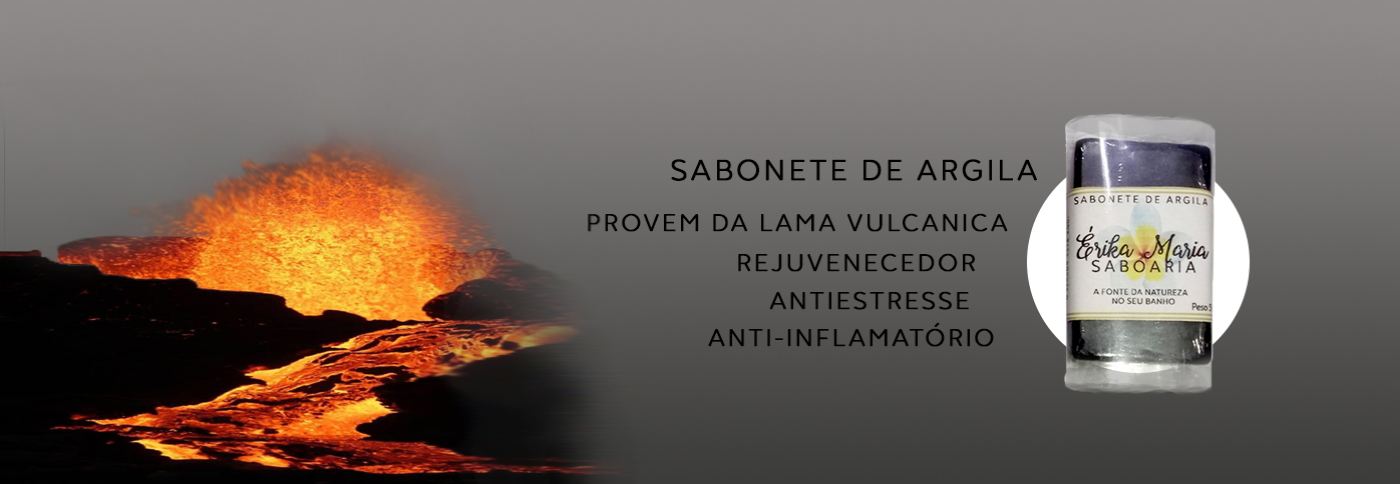 SABONETE DE ARGILA
PROVEM DA LAMA VULCANICA
REJUVENECEDOR
ANTIESTRESSE
ANTI-INFLAMATÓRIO
SABONETE DE ARGILA
Érika Maria
SABOARIA
A FONTE DA NATUREZA
NO SEU BANHO
Peso